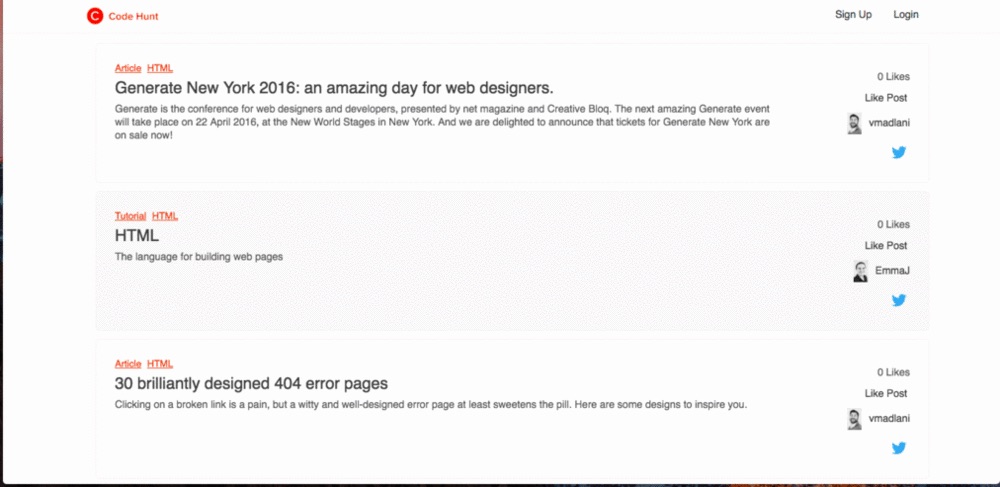 C Code Hunt
Sign Up Login
Article HTML
Generate New York 2016: an amazing day for web designers.
Generate is the conference for web designers and developers, presented by net magazine and Creative Bloq. The next amazing Generate event
will take place on 22 April 2016, at the New World Stages in New York. And we are delighted to announce that tickets for Generate New York are
on sale now!
0 Likes
Like Post
vmadlani
Tutorial HTML
HTML
The language for building web pages
0 Likes
Like Post
EmmaJ
Article HTML
30 brilliantly designed 404 error pages
Clicking on a broken link is a pain, but a witty and well-designed error page at least sweetens the pill. Here are some designs to inspire you.
0 Likes
Like Post
vmadlani